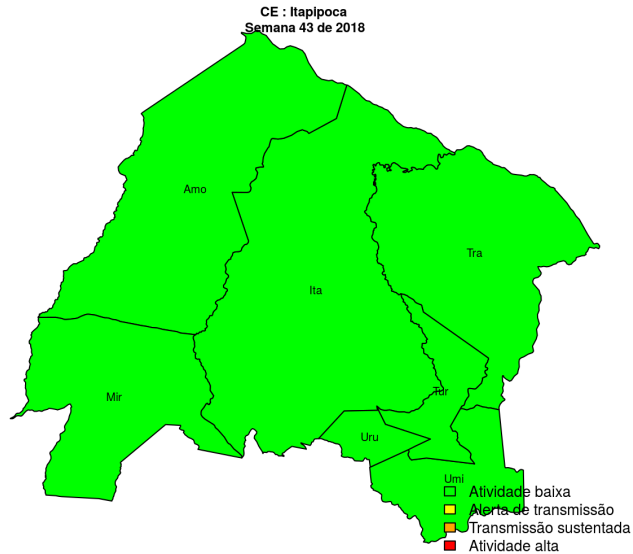 CE : Itapipoca
Semana 43 de 2018
Amo
Tra
Ita
Tur
Mir
Uru
Umi
Atividade baixa
Alerta de transmissão
Transmissão sustentada
Atividade alta